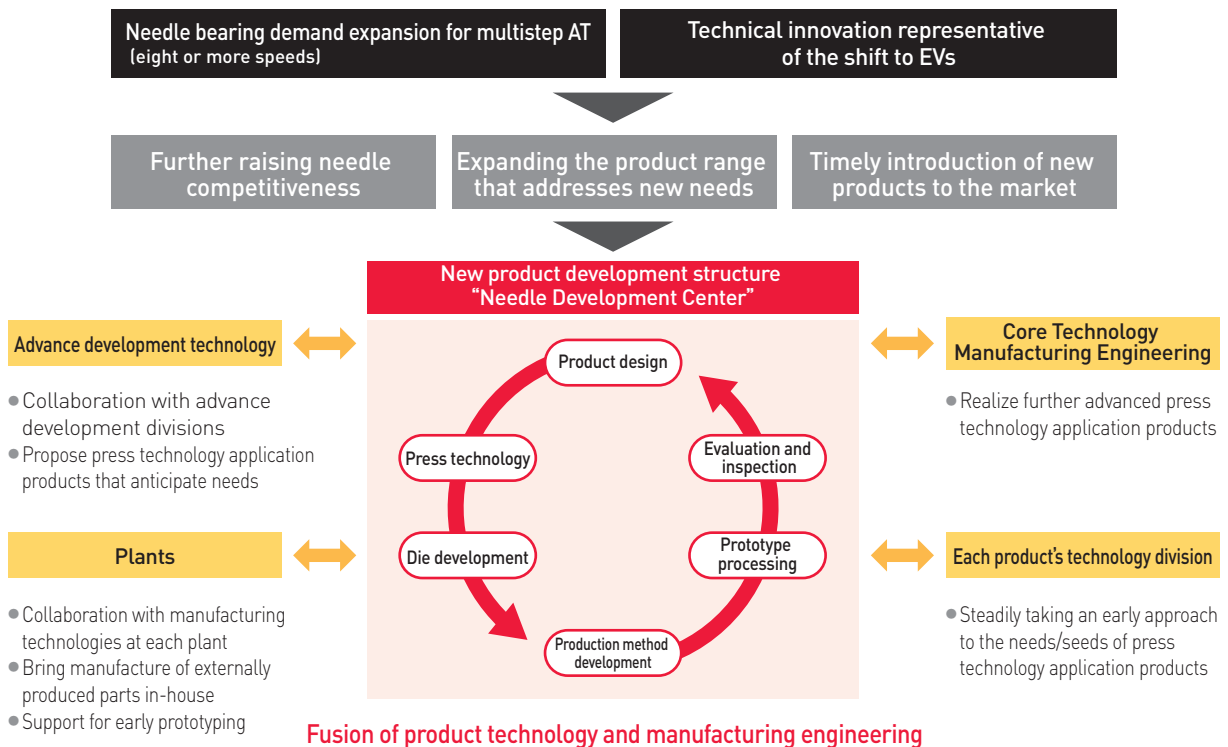 Needle bearing demand expansion for multistep AT
(eight or more speeds)
Technical innovation representative
of the shift to EVs
Further raising needle
competitiveness
Expanding the product range
that addresses new needs
Timely introduction of new
products to the market
New product development structure
“Needle Development Center”
Advance development technology
● Collaboration with advance
development divisions
● Propose press technology application
products that anticipate needs
Plants
● Collaboration with manufacturing
technologies at each plant
● Bring manufacture of externally
produced parts in-house
● Support for early prototyping
Product design
Press technology
Die development
Production method
development
Prototype
processing
Evaluation and
inspection
Core Technology
Manufacturing Engineering
● Realize further advanced press
technology application products
Each product’s technology division
● Steadily taking an early approach
to the needs/seeds of press
technology application products
Fusion of product technology and manufacturing engineering